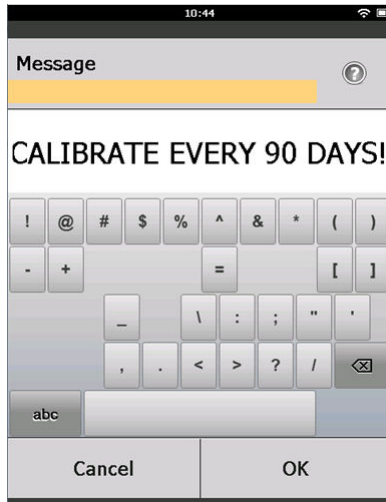 10:44
Message
?
CALIBRATE EVERY 90 DAYS!
! @ # $ % ^ & * ( )
- + = [ ]
_ \ : ; " '
, . < > ? /
abc
Cancel OK